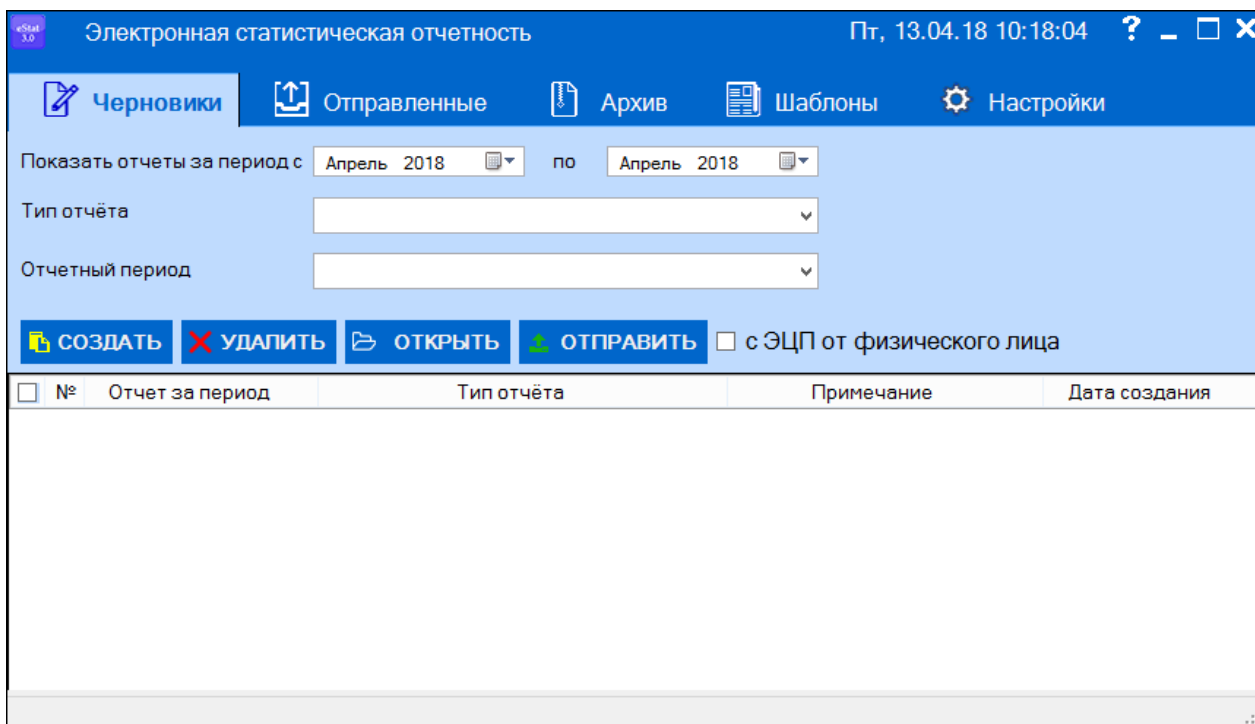 eStat 3.0 Электронная статистическая отчетность Пт, 13.04.18 10:18:04 ?
Черновики Отправленные Архив Шаблоны Настройки
Показать отчеты за период с Апрель 2018 по Апрель 2018
Тип отчёта
Отчетный период
СОЗДАТЬ УДАЛИТЬ ОТКРЫТЬ ОТПРАВИТЬ с ЭЦП от физического лица
№ Отчет за период Тип отчёта Примечание Дата создания